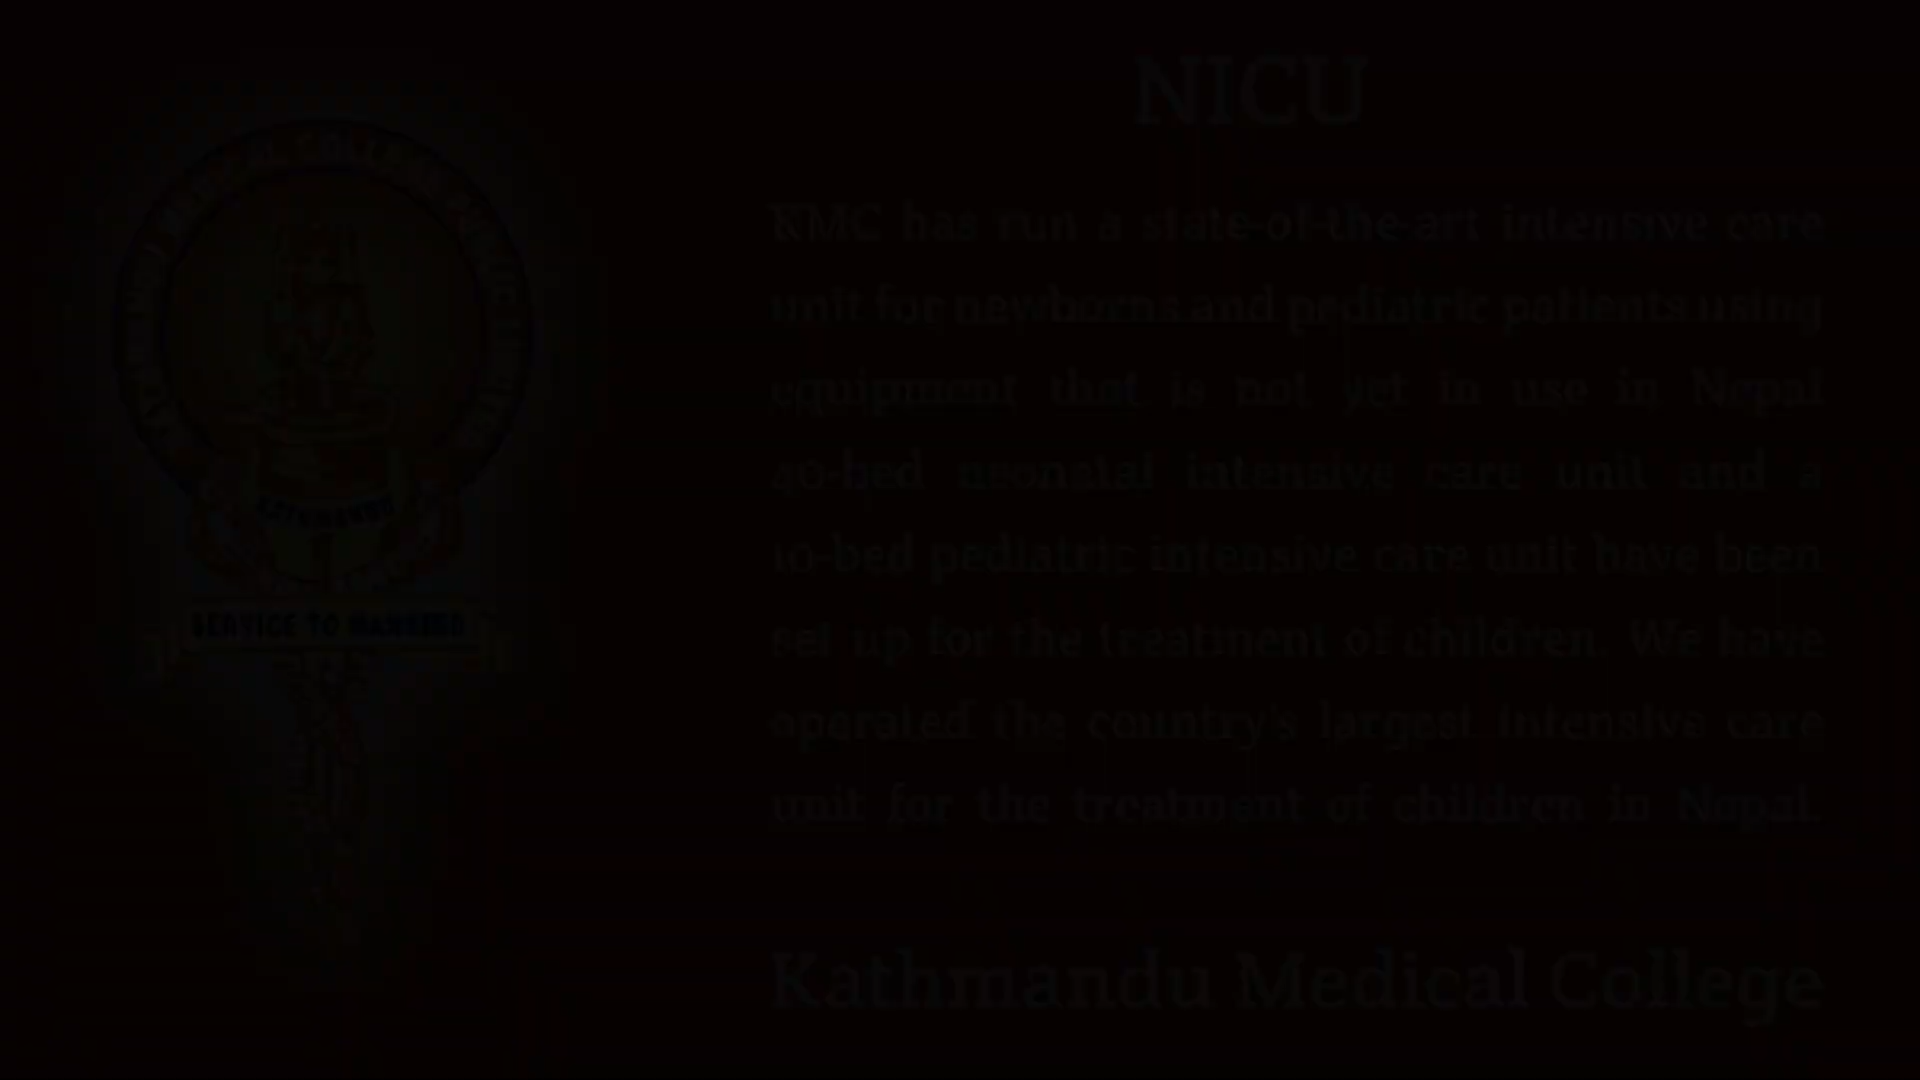 NICU
KMC has run a state-of-the-art intensive care
unit for newborns and pediatric patients using
equipment that is not yet in use in Nepal
40-bed neonatal intensive care unit and a
10-bed pediatric intensive care unit have been
set up for the treatment of children. We have
operated the country's largest intensive care
unit for the treatment of children in Nepal.
Kathmandu Medical College
KATHMANDU
SERVICE TO MANKIND